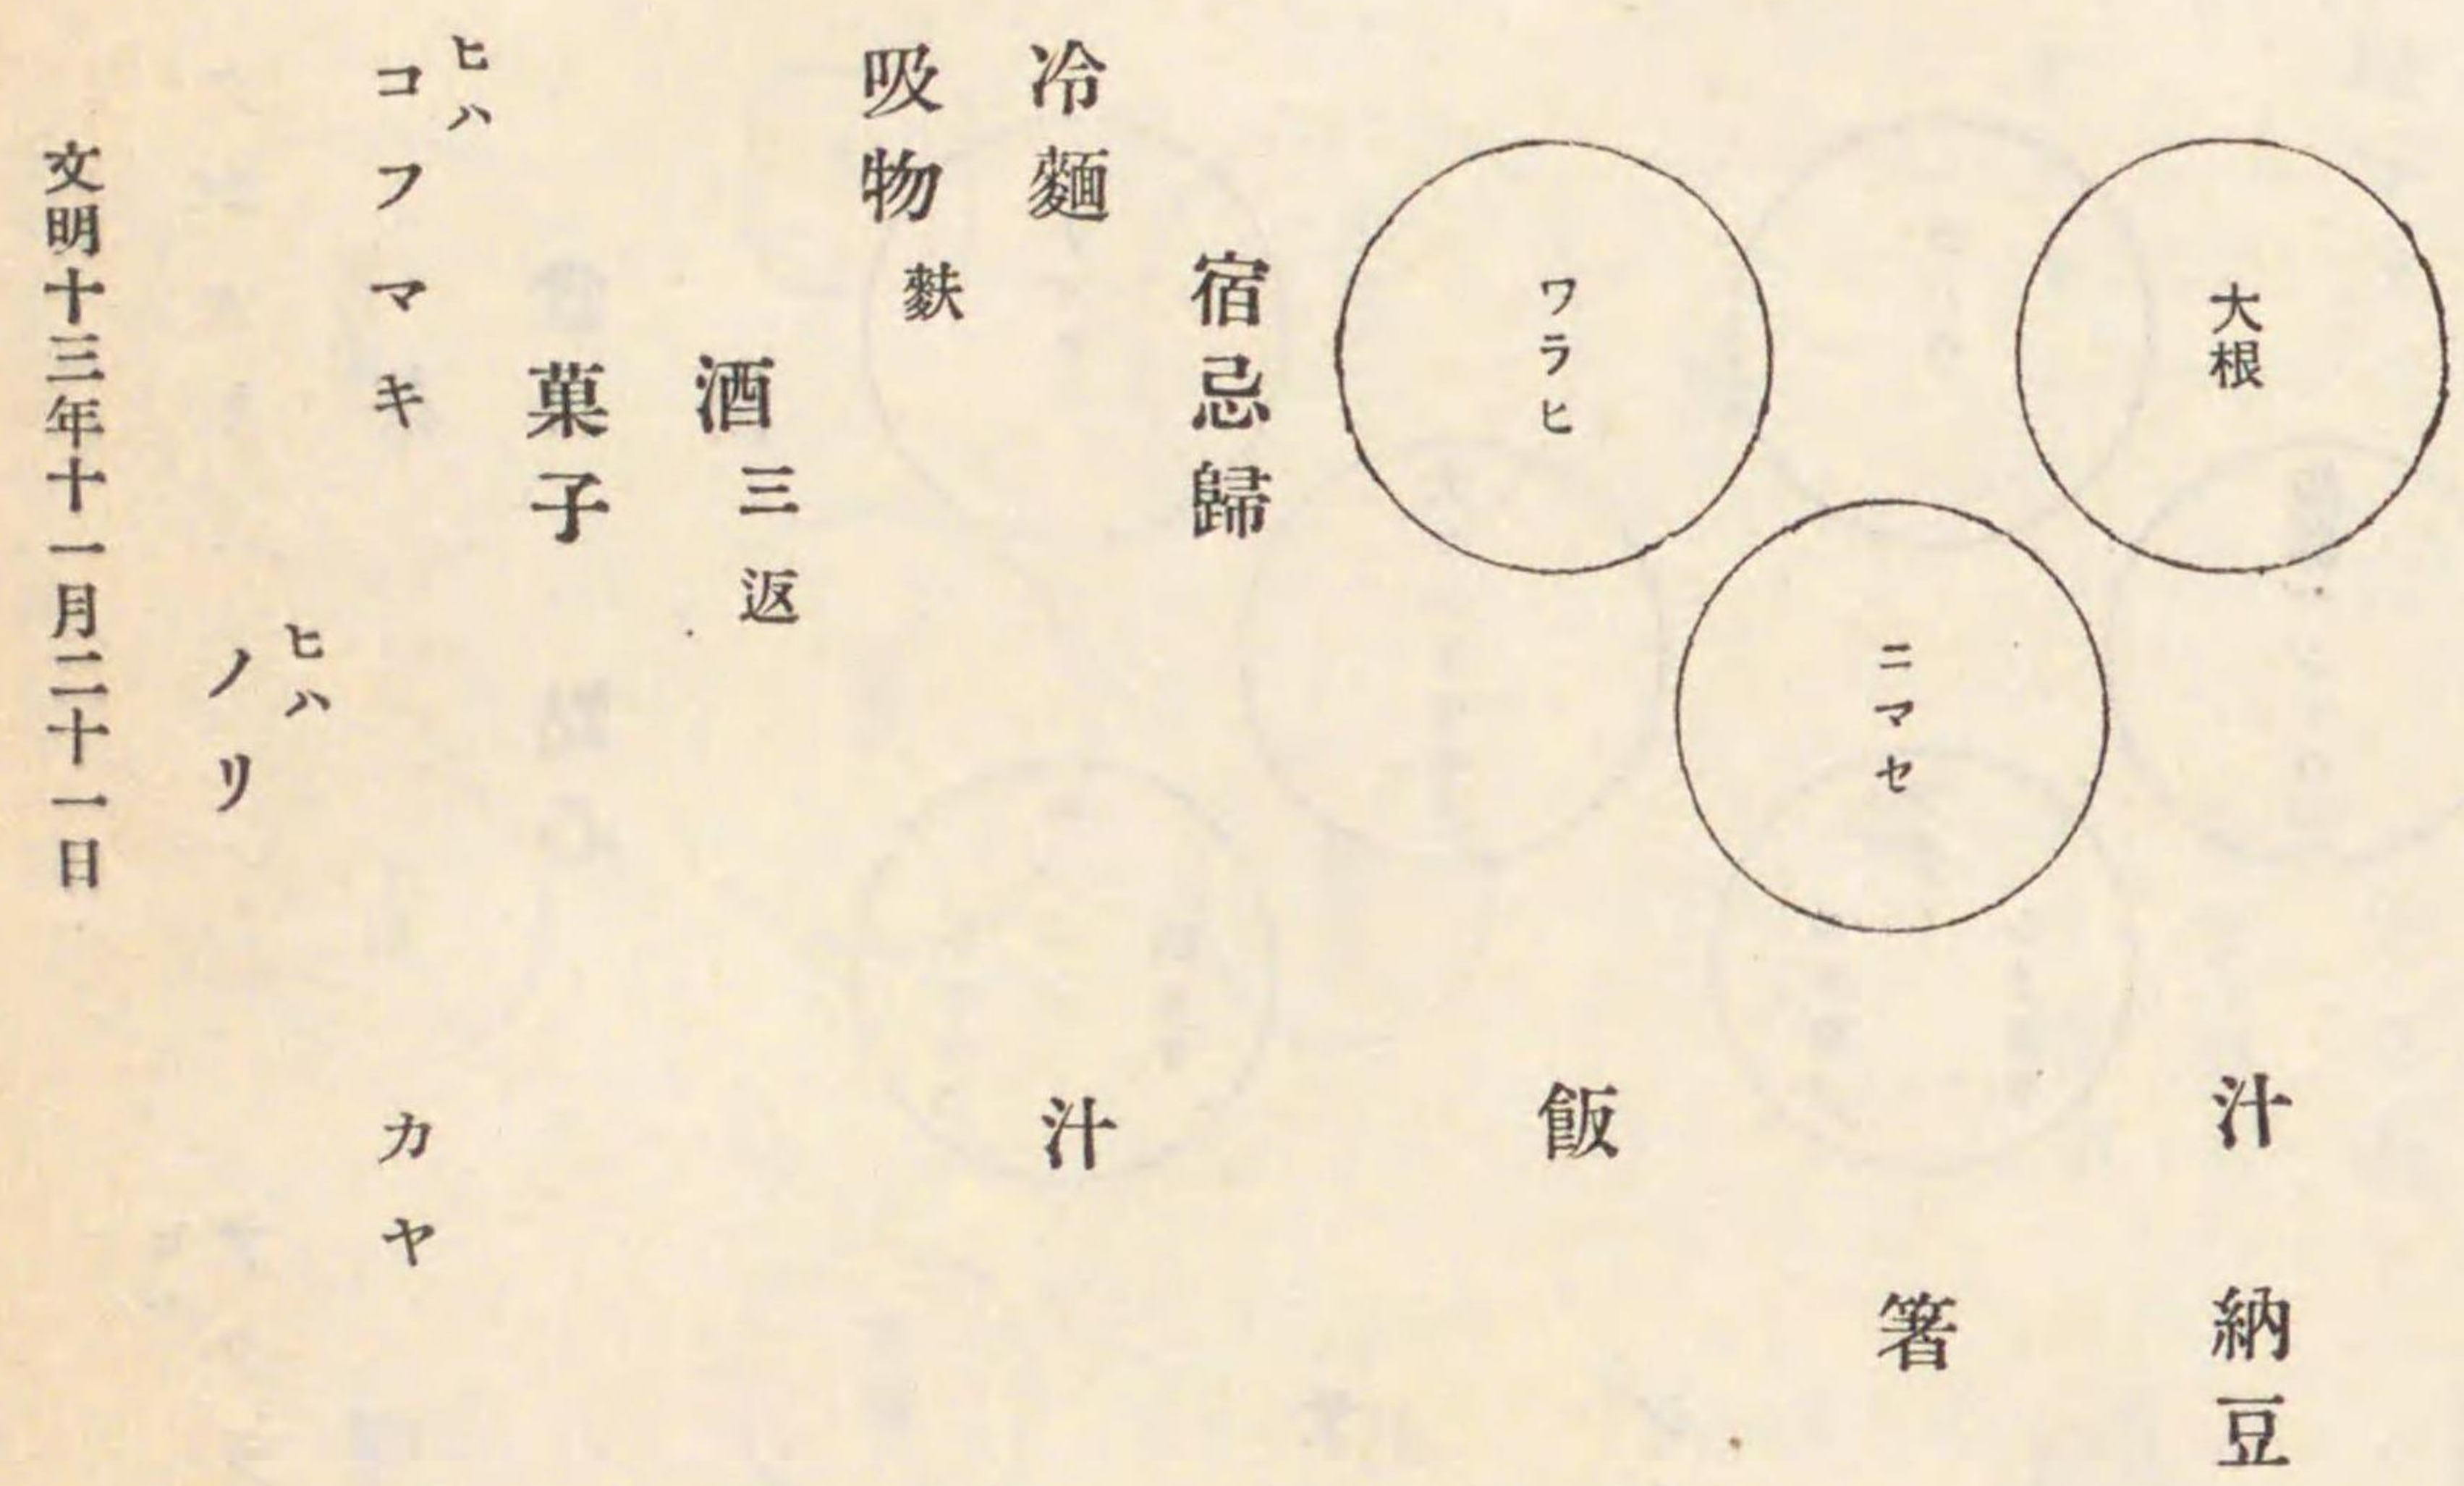 大根
汁 納豆
ニマセ
箸
ワラヒ
飯
宿忌歸
冷麵 汁
吸物 麩
酒 三返
菓子
ヒハ
コフマキ カヤ
ヒハ
ノリ
文明十三年十一月二十一日